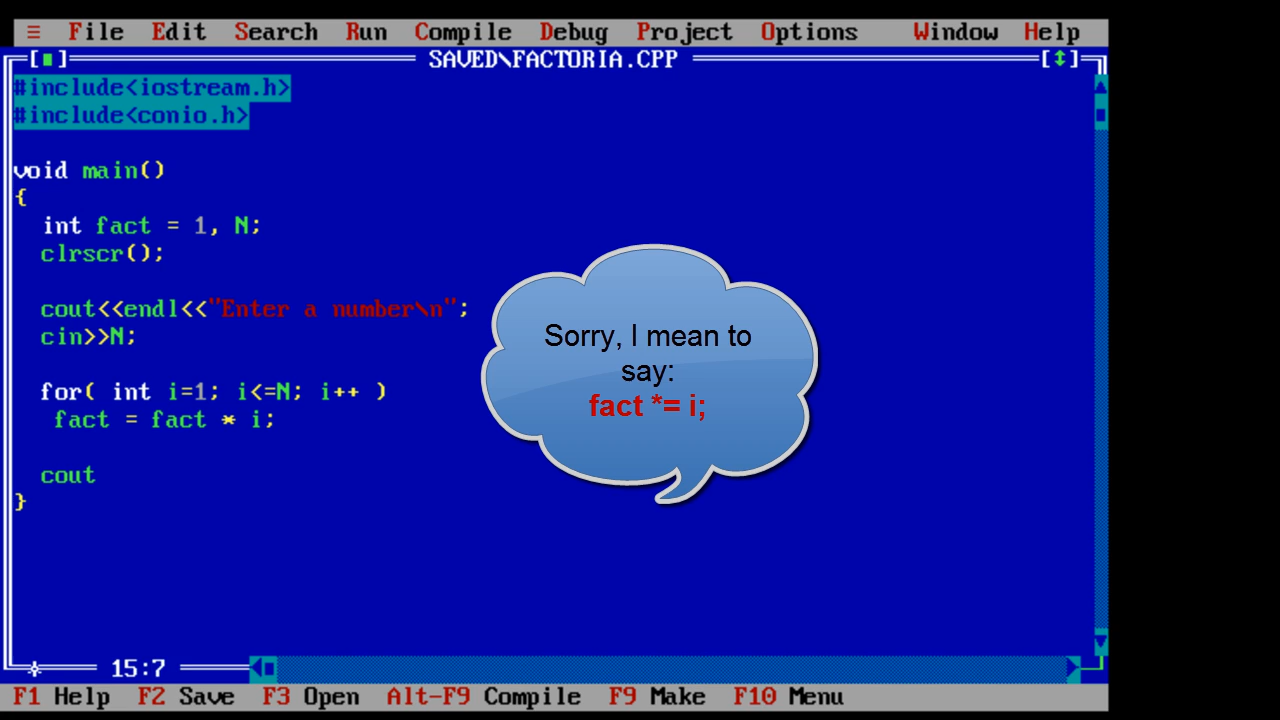 ≡ File Edit Search Run Compile Debug Project Options Window Help
[■] SAVED\FACTORIA.CPP [↕]
#include<iostream.h>
#include<conio.h>
void main()
{
int fact = 1, N;
clrscr();
cout<<endl<<"Enter a number\n";
cin>>N;
for( int i=1; i<=N; i++ )
fact = fact * i;
cout
}
Sorry, I mean to
say:
fact *= i;
15:7
F1 Help F2 Save F3 Open Alt-F9 Compile F9 Make F10 Menu